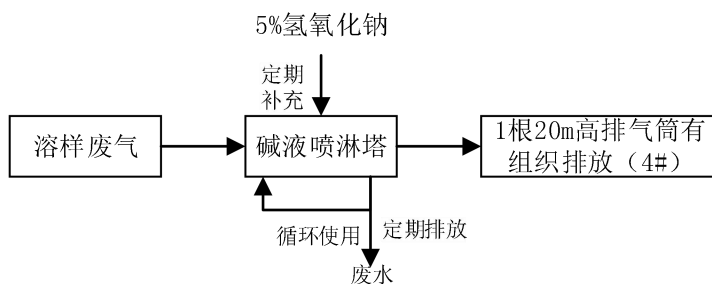 5%氢氧化钠
定期
补充
溶样废气
碱液喷淋塔
1根20m高排气筒有
组织排放（4#）
循环使用
定期排放
废水